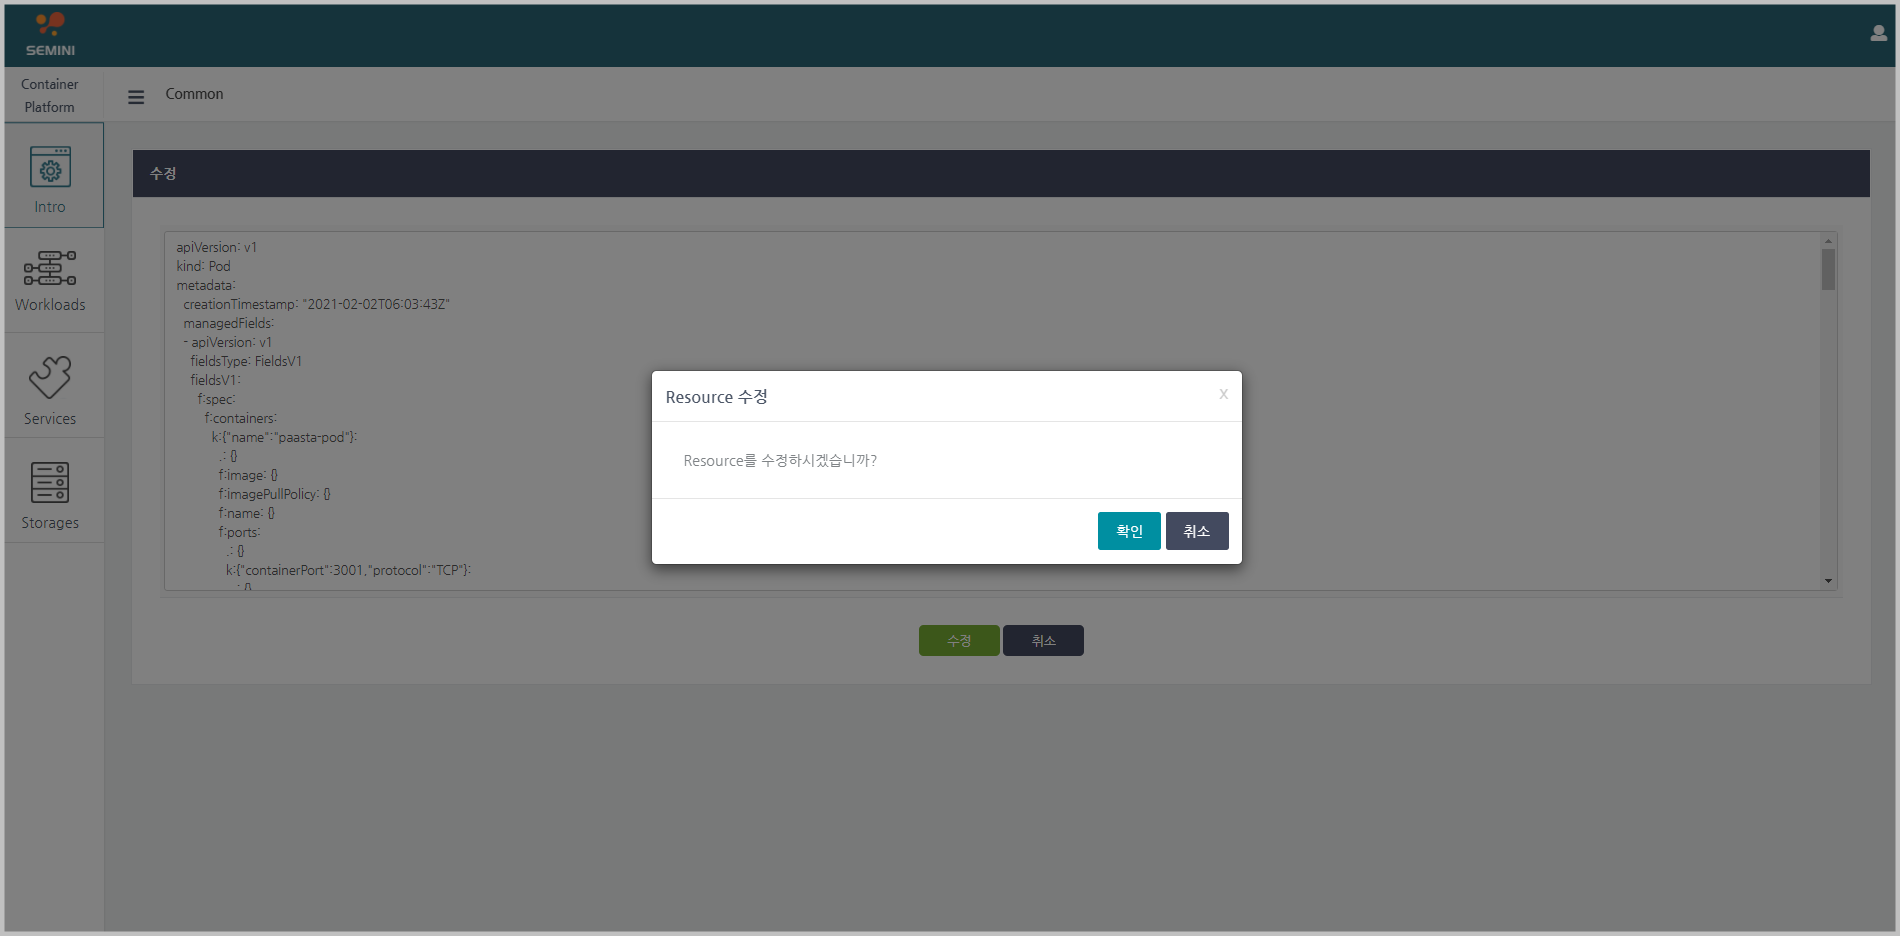 SEMINI
Container
Platform
Common
Intro
Workloads
Services
Storages
수정
apiVersion: v1
kind: Pod
metadata:
creationTimestamp: "2021-02-02T06:03:43Z"
managedFields:
- apiVersion: v1
fieldsType: FieldsV1
fieldsV1:
f:spec:
f:containers:
k:{"name":"paasta-pod"}:
.: {}
f:image: {}
f:imagePullPolicy: {}
f:name: {}
f:ports:
.: {}
k:{"containerPort":3001,"protocol":"TCP"}:
.: {}
Resource 수정
x
Resource를 수정하시겠습니까?
확인 취소
수정 취소